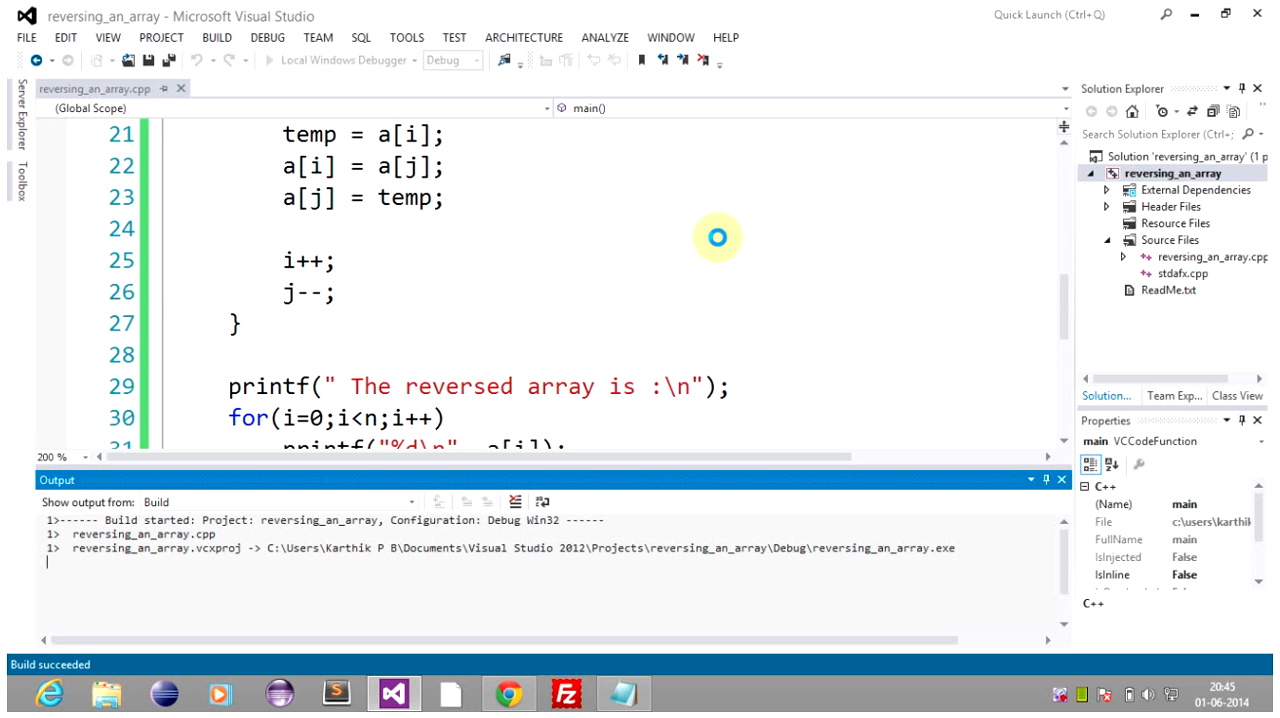 reversing_an_array - Microsoft Visual Studio
Quick Launch (Ctrl+Q)
FILE EDIT VIEW PROJECT BUILD DEBUG TEAM SQL TOOLS TEST ARCHITECTURE ANALYZE WINDOW HELP
Local Windows Debugger Debug
Server Explorer
Toolbox
reversing_an_array.cpp
(Global Scope) main()
21 temp = a[i];
22 a[i] = a[j];
23 a[j] = temp;
24
25 i++;
26 j--;
27 }
28
29 printf(" The reversed array is :\n");
30 for(i=0;i<n;i++)
31 printf("%d\n", a[i]);
200 %
Solution Explorer
Search Solution Explorer (Ctrl+;
Solution 'reversing_an_array' (1 p
reversing_an_array
External Dependencies
Header Files
Resource Files
Source Files
reversing_an_array.cpp
stdafx.cpp
ReadMe.txt
Solution... Team Exp... Class View
Properties
main VCCodeFunction
C++
(Name) main
File c:\users\karthik
FullName main
IsInjected False
IsInline False
C++
Output
Show output from: Build
1>------ Build started: Project: reversing_an_array, Configuration: Debug Win32 ------
1> reversing_an_array.cpp
1> reversing_an_array.vcxproj -> C:\Users\Karthik P B\Documents\Visual Studio 2012\Projects\reversing_an_array\Debug\reversing_an_array.exe
Build succeeded
20:45
01-06-2014